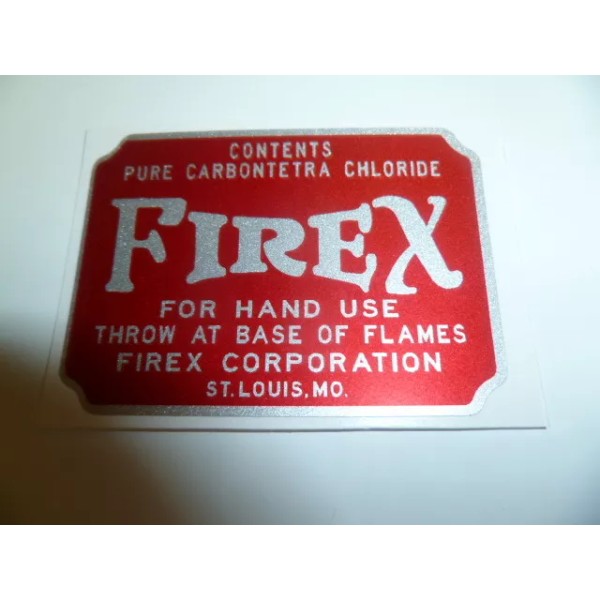 CONTENTS
PURE CARBONTETRA CHLORIDE
FIREX
FOR HAND USE
THROW AT BASE OF FLAMES
FIREX CORPORATION
ST. LOUIS, MO.